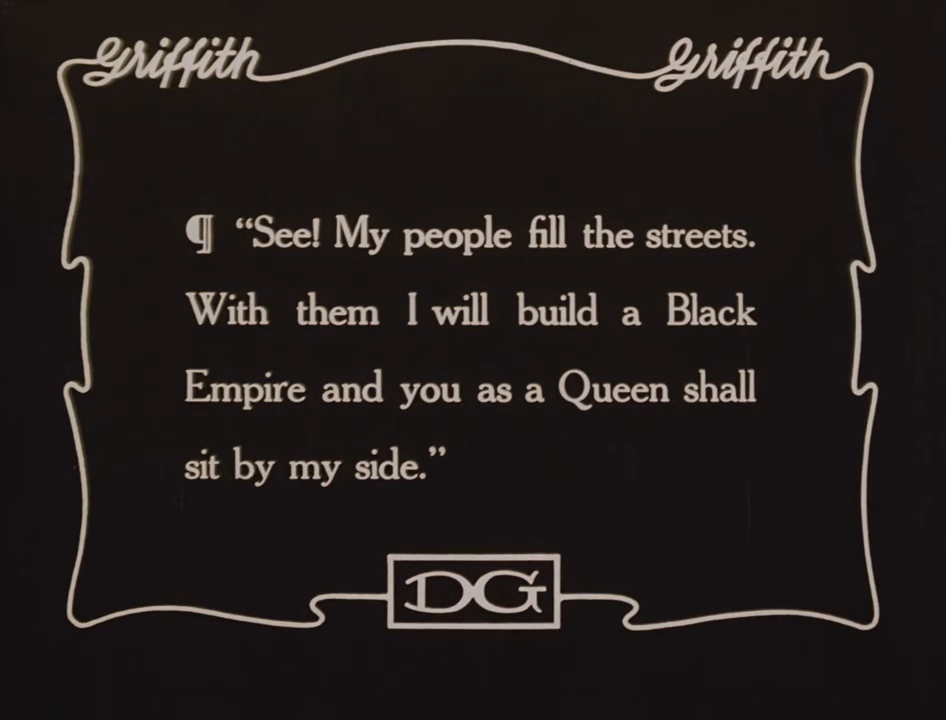 Griffith Griffith
¶ “See! My people fill the streets.
With them I will build a Black
Empire and you as a Queen shall
sit by my side.”
DG